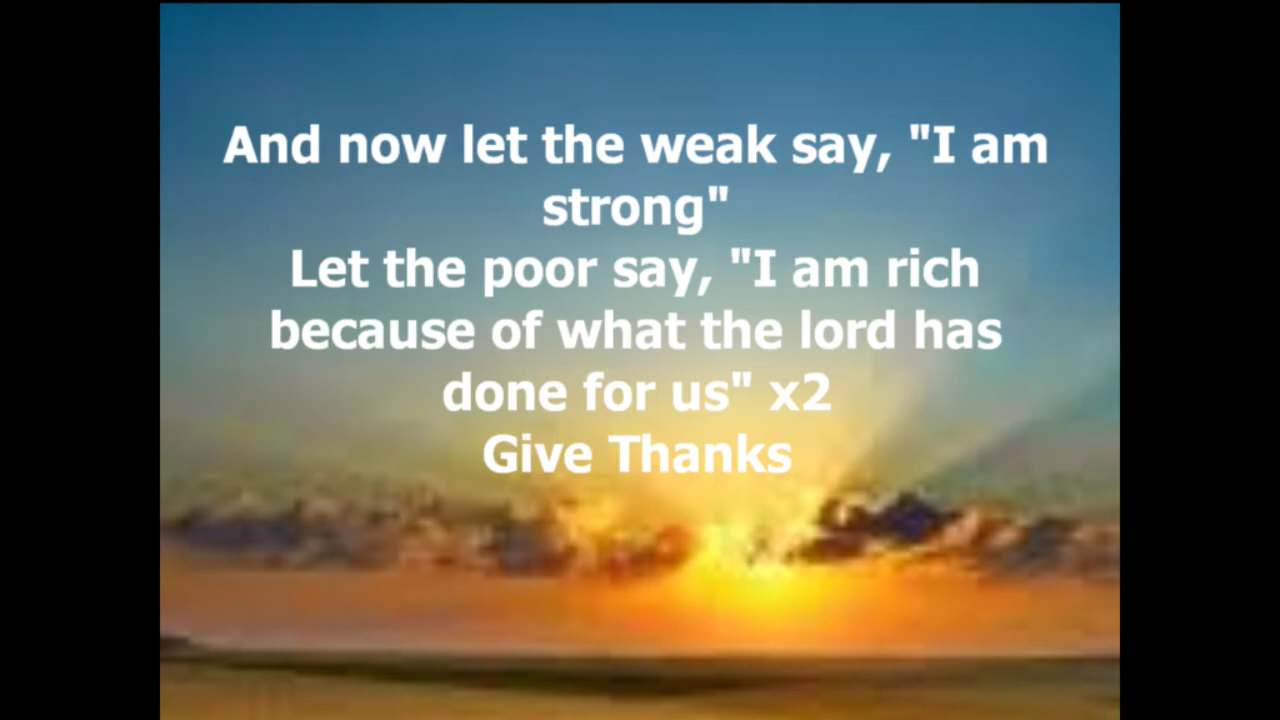 And now let the weak say, "I am
strong"
Let the poor say, "I am rich
because of what the lord has
done for us" x2
Give Thanks